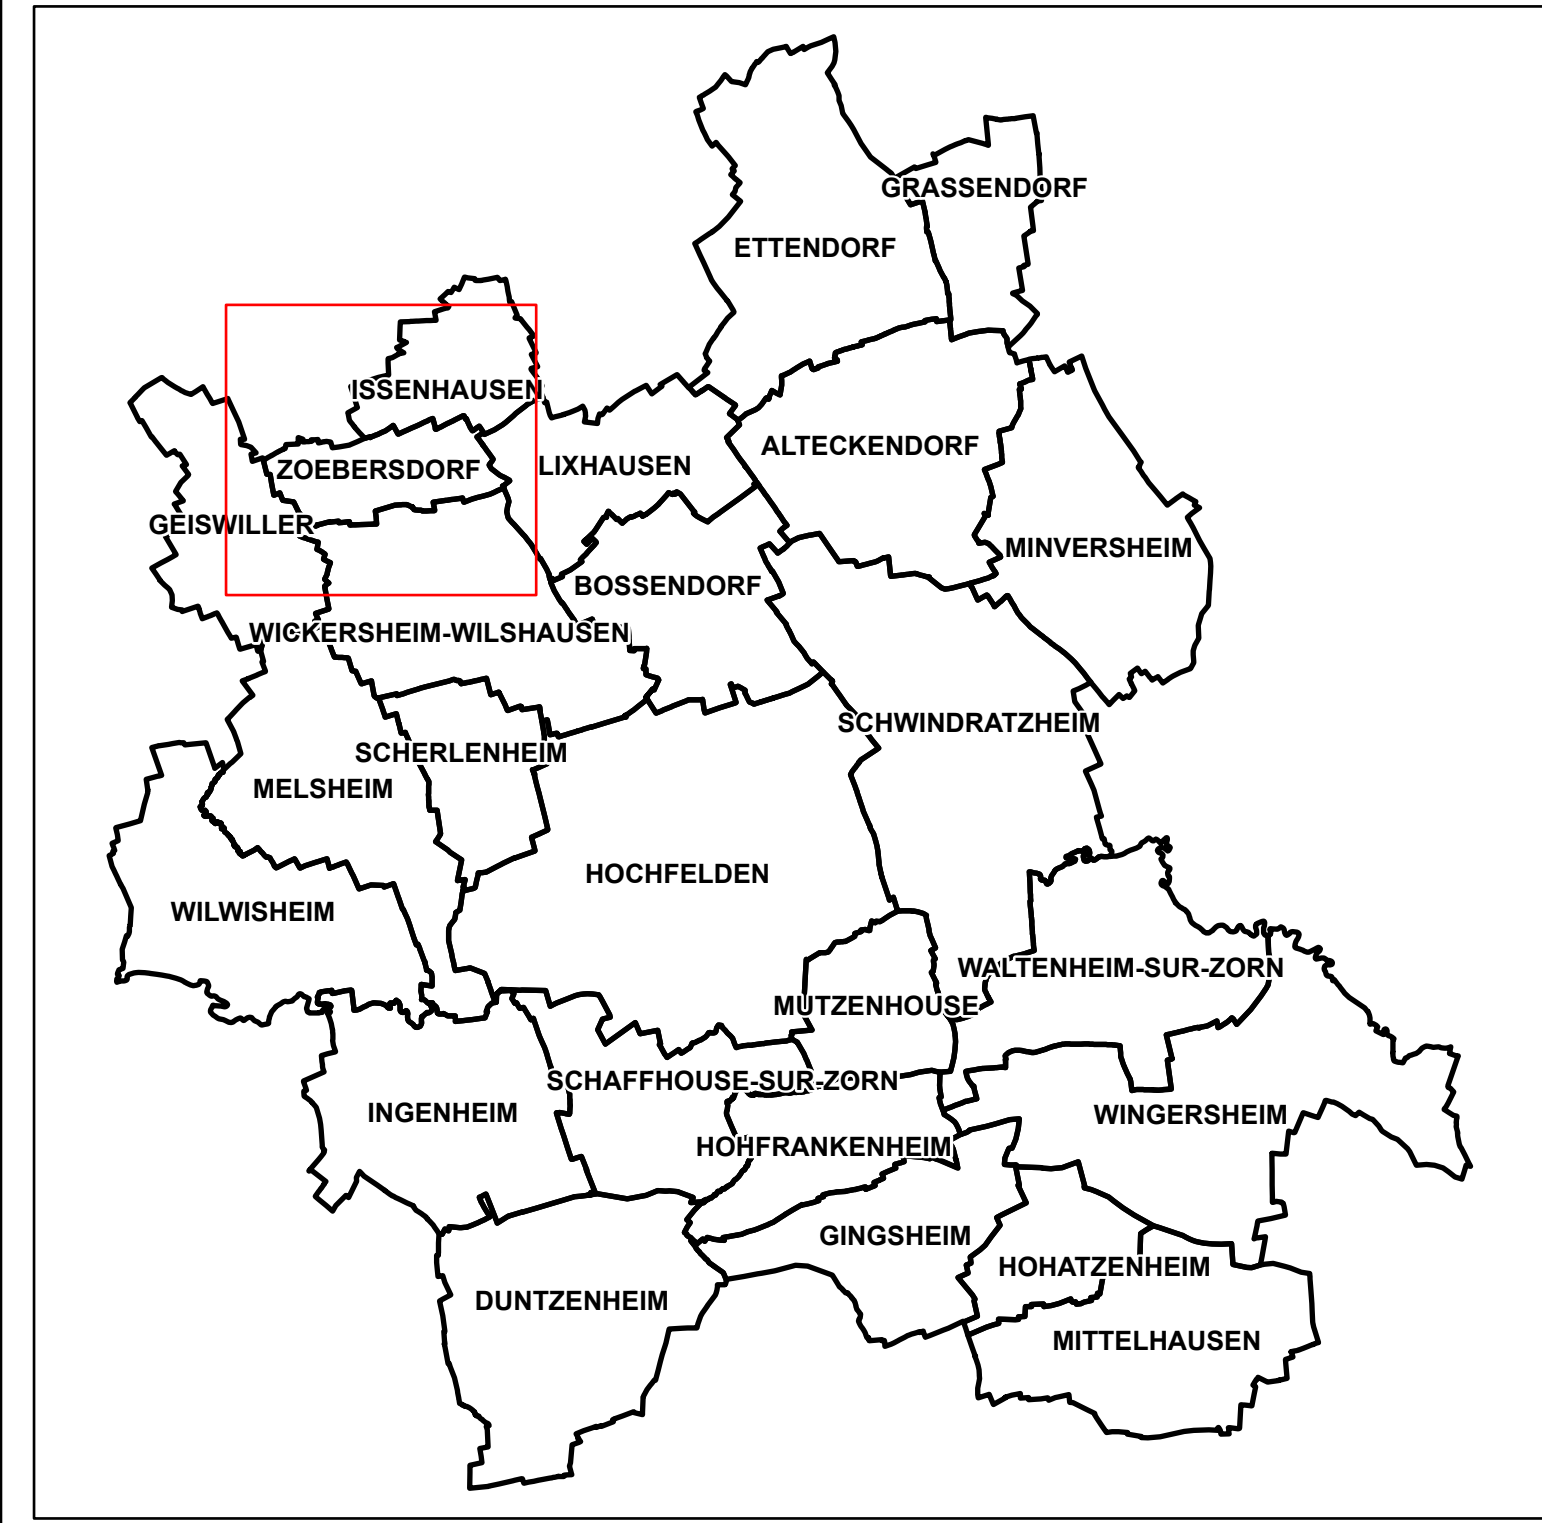 GRASSENDORF
ETTENDORF
ISSENHAUSEN
ALTECKENDORF
ZOEBERSDORF
LIXHAUSEN
GEISWILLER
MINVERSHEIM
BOSSENDORF
WICKERSHEIM-WILSHAUSEN
SCHWINDRATZHEIM
SCHERLENHEIM
MELSHEIM
HOCHFELDEN
WILWISHEIM
WALTENHEIM-SUR-ZORN
MUTZENHOUSE
SCHAFFHOUSE-SUR-ZORN
INGENHEIM
WINGERSHEIM
HOHFRANKENHEIM
GINGSHEIM
HOHATZENHEIM
DUNTZENHEIM
MITTELHAUSEN